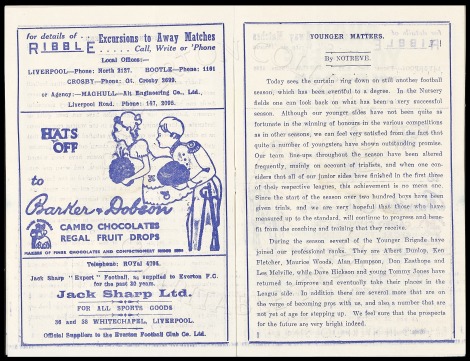 for details of . . Excursions to Away Matches
RIBBLE . . . . . Call, Write or 'Phone
Local Offices:—
LIVERPOOL—Phone: North 3127. BOOTLE—Phone: 1161
CROSBY—Phone: Gt. Crosby 2699.
or Agency:—MAGHULL—Alt Engineering Co., Ltd.,
Liverpool Road. Phone: 167, 2005.
HATS
OFF
to
Barker & Dobson
CAMEO CHOCOLATES
REGAL FRUIT DROPS
MAKERS OF FINER CHOCOLATES AND CONFECTIONERY SINCE 1834
Telephone: ROYAL 4796.
Jack Sharp "Expert" Football, as supplied to Everton F.C.
for the past 30 years.
Jack Sharp Ltd.
FOR ALL SPORTS GOODS
36 and 38 WHITECHAPEL, LIVERPOOL.
Official Suppliers to the Everton Football Club Co. Ltd.
YOUNGER MATTERS.
By NOTREVE.
Today sees the curtain ring down on still another football
season, which has been eventful to a degree. In the Nursery
fields one can look back on what has been a very successful
season. Although our younger sides have not been quite as
fortunate in the winning of honours in the various competitions
as in other seasons, we can feel very satisfied from the fact that
quite a number of youngsters have shown outstanding promise.
Our team line-ups throughout the season have been altered
frequently, mainly on account of trialists, and when one con-
siders that all of our junior sides have finished in the first three
of their respective leagues, this achievement is no mean one.
Since the start of the season over two hundred boys have been
given trials, and we are very hopeful that those who have
measured up to the standard, will continue to progress and bene-
fit from the coaching and training that they receive.
During the season several of the Younger Brigade have
joined our professional ranks. They are Albert Dunlop, Ken
Fletcher, Maurice Woods, Alan Hampson, Don Easthope and
Les Melville, while Dave Hickson and young Tommy Jones have
returned to improve and eventually take their places in the
League side. In addition there are several more that are on
the verge of becoming pros with us, and also a number that are
not yet of age for stepping up. We feel sure that the prospects
for the future are very bright indeed.